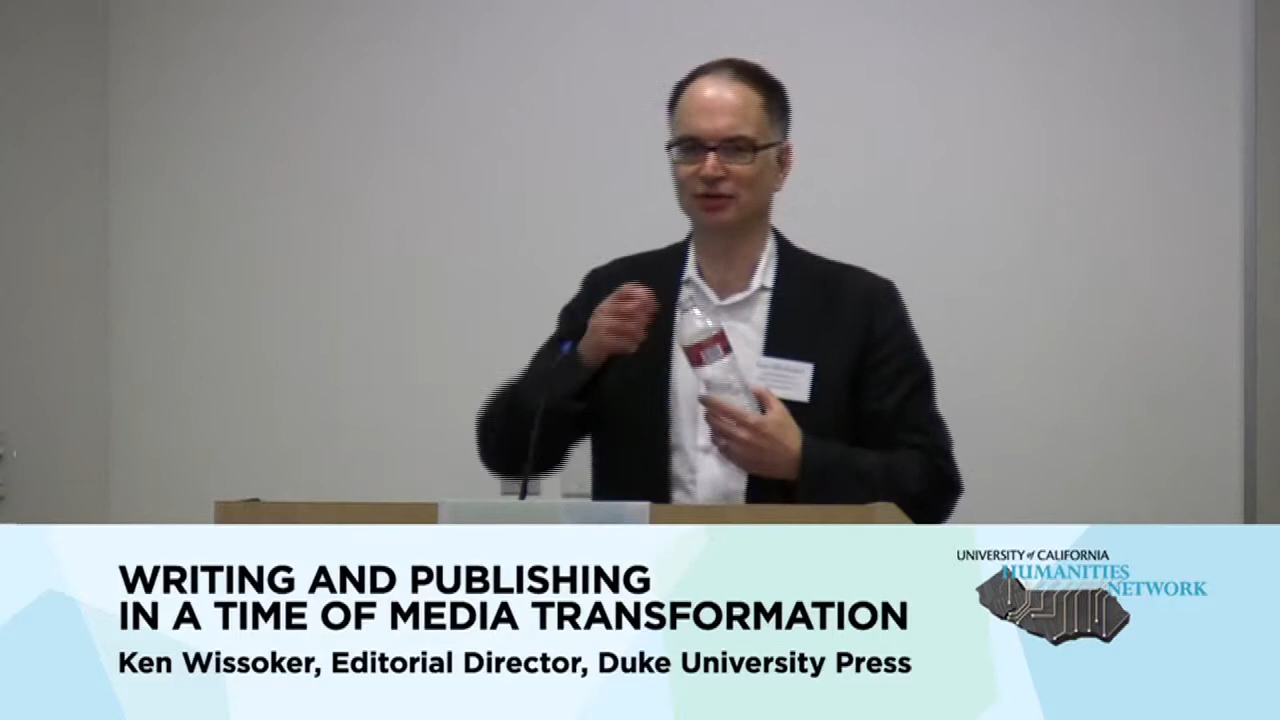 WRITING AND PUBLISHING
IN A TIME OF MEDIA TRANSFORMATION
Ken Wissoker, Editorial Director, Duke University Press
UNIVERSITY of CALIFORNIA
HUMANITIES
NETWORK